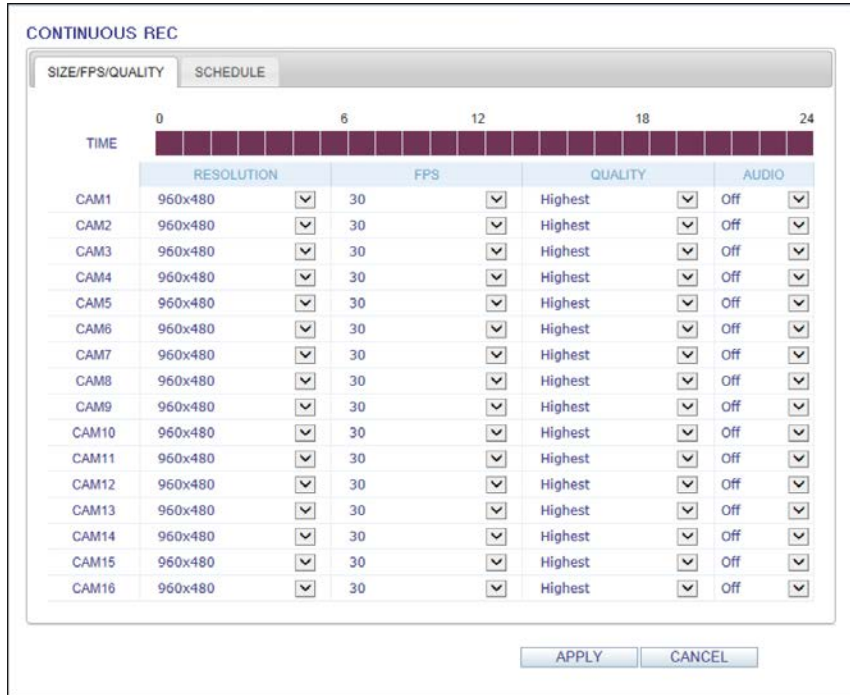 CONTINUOUS REC
SIZE/FPS/QUALITY SCHEDULE
0 6 12 18 24
TIME
RESOLUTION FPS QUALITY AUDIO
CAM1 960x480 30 Highest Off
CAM2 960x480 30 Highest Off
CAM3 960x480 30 Highest Off
CAM4 960x480 30 Highest Off
CAM5 960x480 30 Highest Off
CAM6 960x480 30 Highest Off
CAM7 960x480 30 Highest Off
CAM8 960x480 30 Highest Off
CAM9 960x480 30 Highest Off
CAM10 960x480 30 Highest Off
CAM11 960x480 30 Highest Off
CAM12 960x480 30 Highest Off
CAM13 960x480 30 Highest Off
CAM14 960x480 30 Highest Off
CAM15 960x480 30 Highest Off
CAM16 960x480 30 Highest Off
APPLY CANCEL